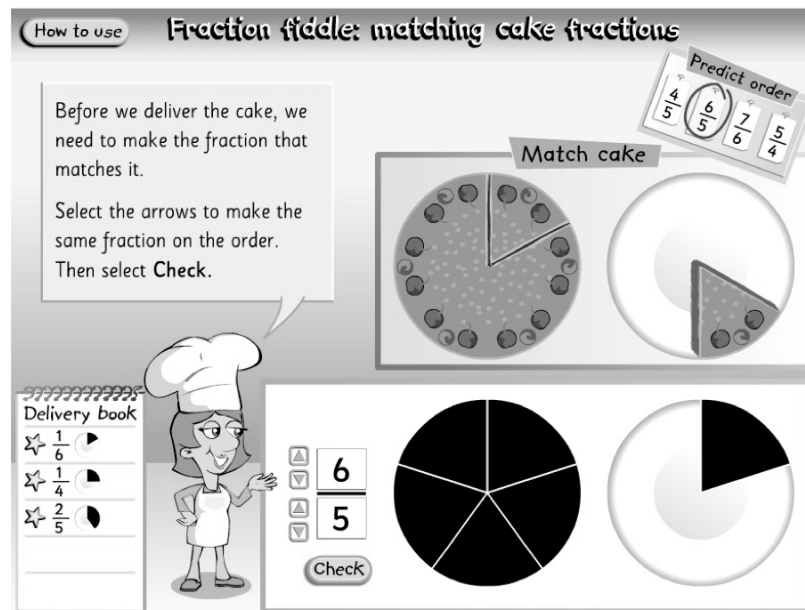 How to use
Fraction fiddle: matching cake fractions
Before we deliver the cake, we
need to make the fraction that
matches it.
Select the arrows to make the
same fraction on the order.
Then select Check.
Predict order
4/5 6/5 7/6 5/4
Match cake
Delivery book
1/6
1/4
2/5
6/5
Check